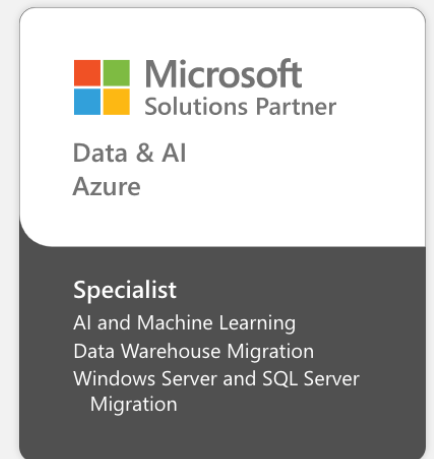 Microsoft
Solutions Partner
Data & AI
Azure
Specialist
AI and Machine Learning
Data Warehouse Migration
Windows Server and SQL Server
Migration